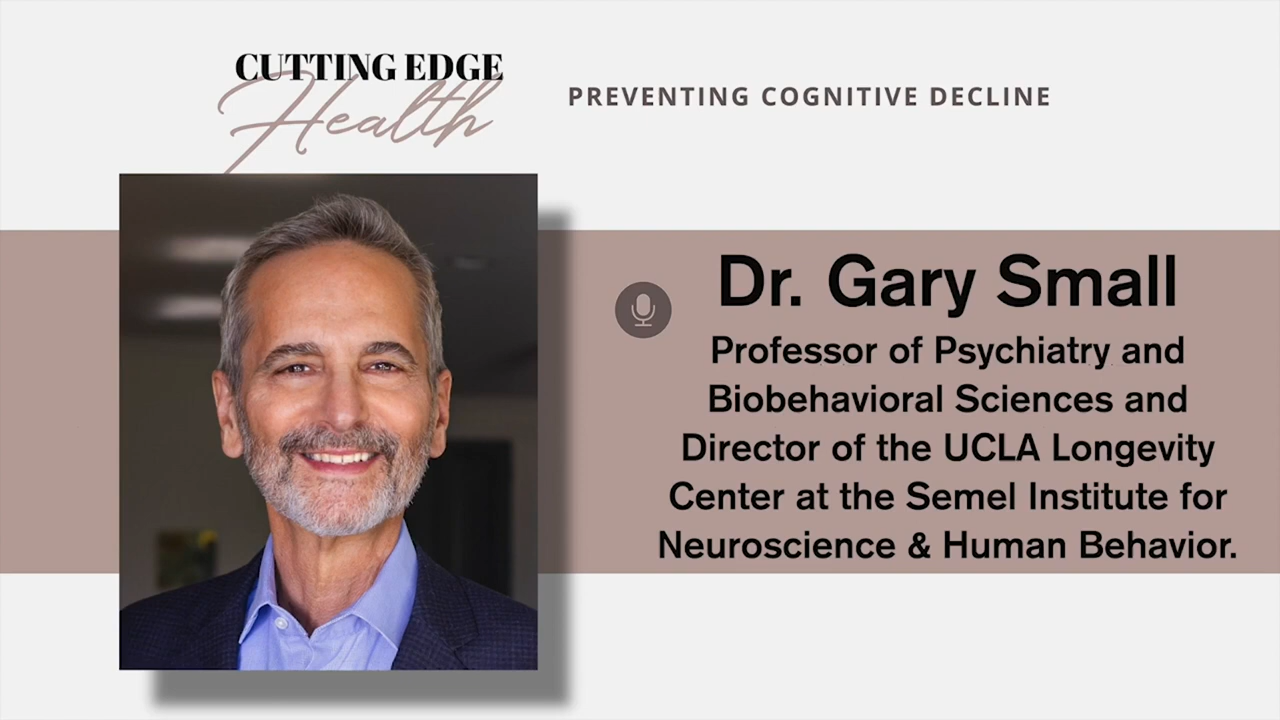 CUTTING EDGE
Health
PREVENTING COGNITIVE DECLINE
Dr. Gary Small
Professor of Psychiatry and
Biobehavioral Sciences and
Director of the UCLA Longevity
Center at the Semel Institute for
Neuroscience & Human Behavior.